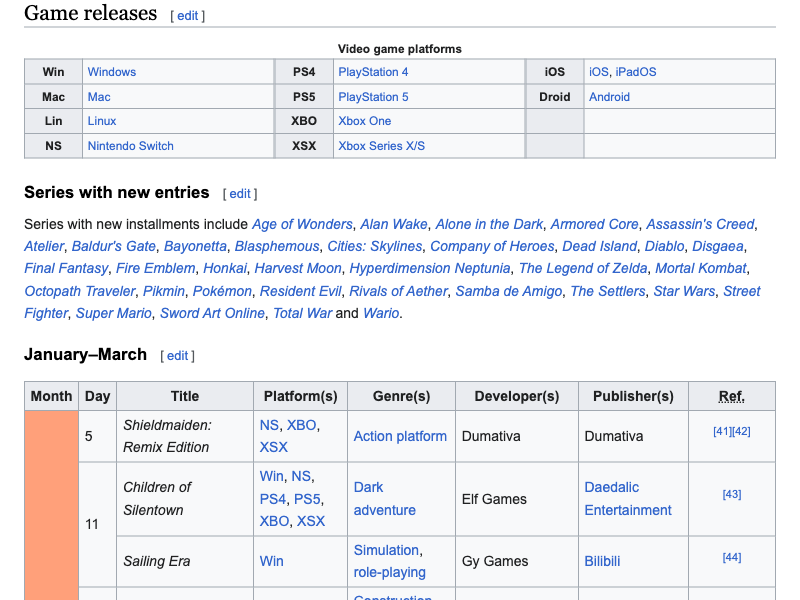 Game releases [ edit ]
Video game platforms
Win Windows PS4 PlayStation 4 iOS iOS, iPadOS
Mac Mac PS5 PlayStation 5 Droid Android
Lin Linux XBO Xbox One
NS Nintendo Switch XSX Xbox Series X/S
Series with new entries [ edit ]
Series with new installments include Age of Wonders, Alan Wake, Alone in the Dark, Armored Core, Assassin's Creed,
Atelier, Baldur's Gate, Bayonetta, Blasphemous, Cities: Skylines, Company of Heroes, Dead Island, Diablo, Disgaea,
Final Fantasy, Fire Emblem, Honkai, Harvest Moon, Hyperdimension Neptunia, The Legend of Zelda, Mortal Kombat,
Octopath Traveler, Pikmin, Pokémon, Resident Evil, Rivals of Aether, Samba de Amigo, The Settlers, Star Wars, Street
Fighter, Super Mario, Sword Art Online, Total War and Wario.
January–March [ edit ]
Month Day Title Platform(s) Genre(s) Developer(s) Publisher(s) Ref.
5
Shieldmaiden:
Remix Edition
NS, XBO,
XSX
Action platform
Dumativa
Dumativa
[41][42]
11
Children of
Silentown
Win, NS,
PS4, PS5,
XBO, XSX
Dark
adventure
Elf Games
Daedalic
Entertainment
[43]
Sailing Era
Win
Simulation,
role-playing
Gy Games
Bilibili
[44]
Construction